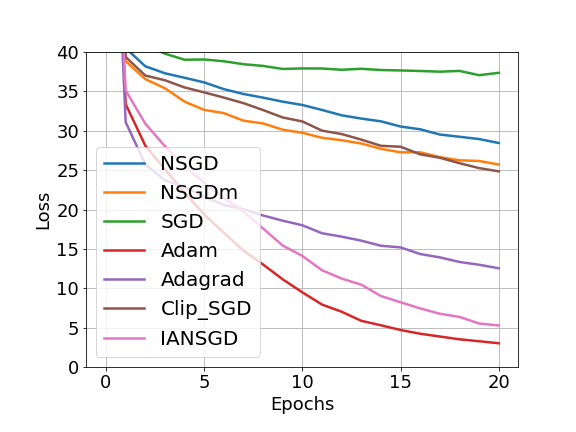 40
35
30
25
20
15
10
5
0
Loss
NSGD
NSGDm
SGD
Adam
Adagrad
Clip_SGD
IANSGD
0 5 10 15 20
Epochs